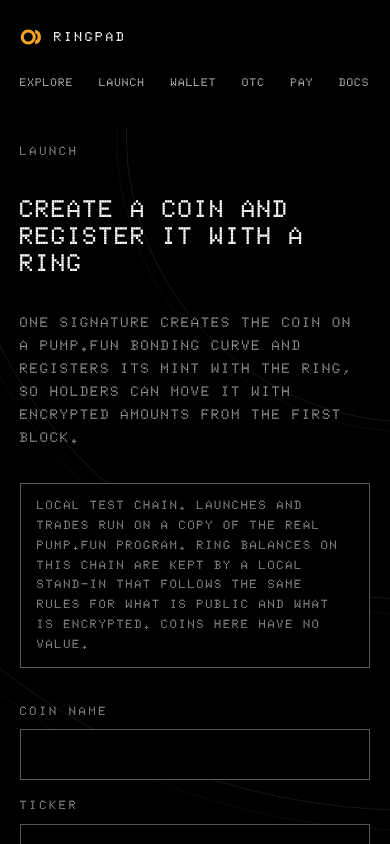 RINGPAD
EXPLORE LAUNCH WALLET OTC PAY DOCS
LAUNCH
CREATE A COIN AND
REGISTER IT WITH A
RING
ONE SIGNATURE CREATES THE COIN ON
A PUMP.FUN BONDING CURVE AND
REGISTERS ITS MINT WITH THE RING,
SO HOLDERS CAN MOVE IT WITH
ENCRYPTED AMOUNTS FROM THE FIRST
BLOCK.
LOCAL TEST CHAIN. LAUNCHES AND
TRADES RUN ON A COPY OF THE REAL
PUMP.FUN PROGRAM. RING BALANCES ON
THIS CHAIN ARE KEPT BY A LOCAL
STAND-IN THAT FOLLOWS THE SAME
RULES FOR WHAT IS PUBLIC AND WHAT
IS ENCRYPTED. COINS HERE HAVE NO
VALUE.
COIN NAME
TICKER